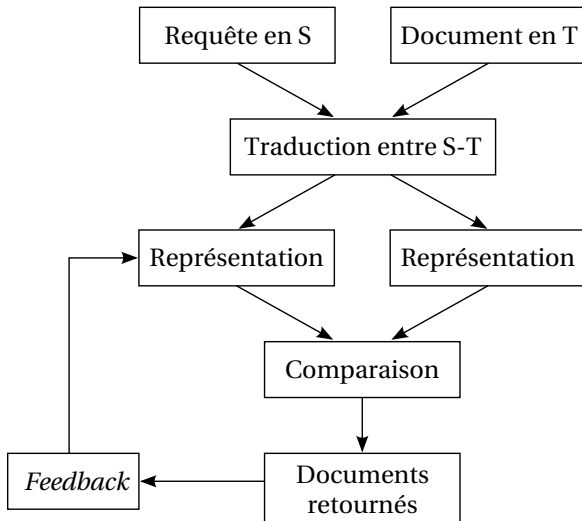 Requête en S
Document en T
Traduction entre S-T
Représentation
Représentation
Comparaison
Feedback
Documents
retournés